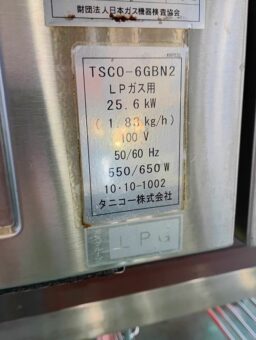 財団法人日本ガス機器検査協会
TSCO-6GBN2
LPガス用
25.6 kW
(1.83 kg/h)
100 V
50/60 Hz
550/650 W
10·10-1002
タニコー株式会社
LPG